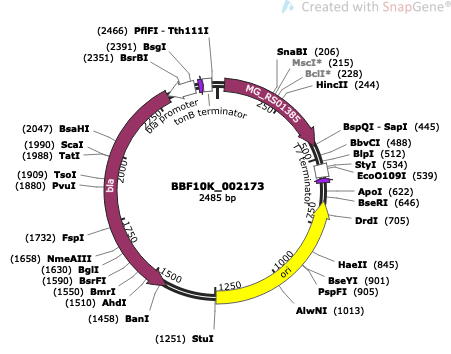 Created with SnapGene®
(2466) PflFI - Tth111I
(2391) BsgI
(2351) BsrBI
SnaBI (206)
MscI* (215)
BclI* (228)
HincII (244)
bla promoter
tonB terminator
MG_RS01385
250
BspQI - SapI (445)
BbvCI (488)
BlpI (512)
StyI (534)
EcoO109I (539)
500
T7 terminator
ApoI (622)
BseRI (646)
DrdI (705)
750
(2047) BsaHI
(1990) ScaI
(1988) TatI
(1909) TsoI
(1880) PvuI
2000
bla
BBF10K_002173
2485 bp
(1732) FspI
1750
(1658) NmeAIII
(1630) BglI
(1590) BsrFI
(1550) BmrI
(1510) AhdI
(1458) BanI
1500
1250
1000
ori
HaeII (845)
BseYI (901)
PspFI (905)
AlwNI (1013)
(1251) StuI